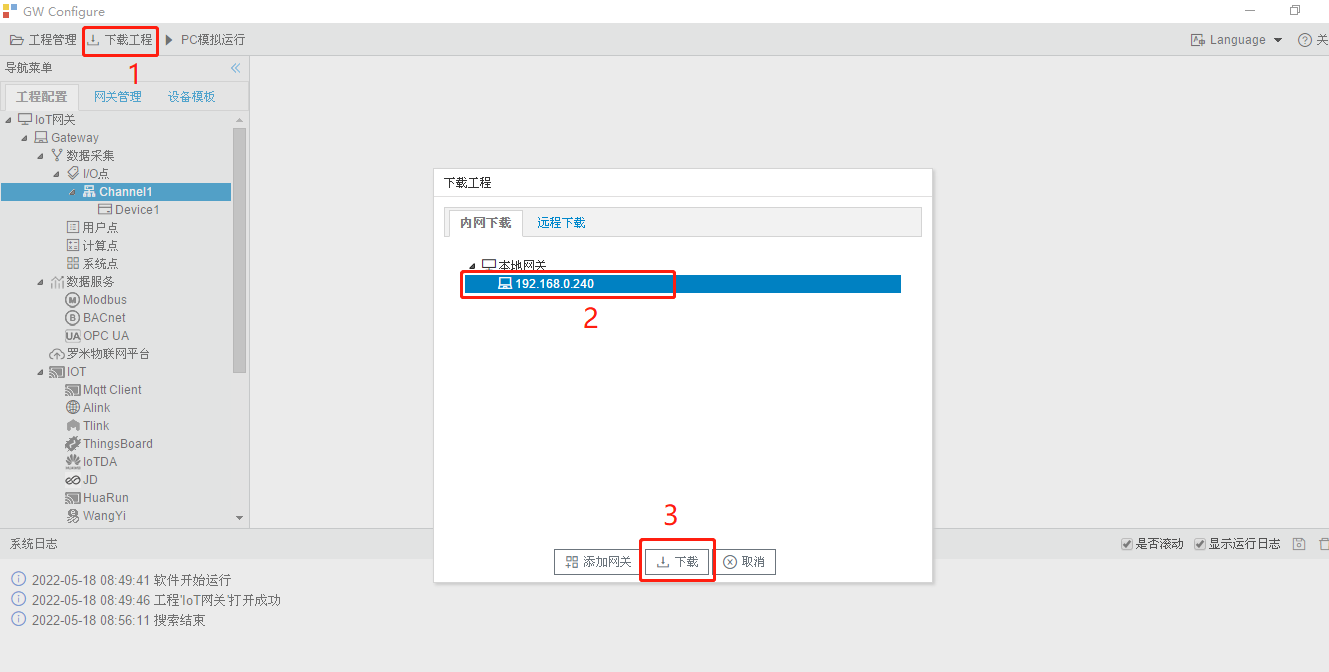 GW Configure
工程管理 下载工程 PC模拟运行 Language 关
1
导航菜单
工程配置 网关管理 设备模板
IoT网关
Gateway
数据采集
I/O点
Channel1
Device1
用户点
计算点
系统点
数据服务
Modbus
BACnet
OPC UA
罗米物联网平台
IOT
Mqtt Client
Alink
Tlink
ThingsBoard
IoTDA
JD
HuaRun
WangYi
下载工程
内网下载 远程下载
本地网关
192.168.0.240
2
3
添加网关 下载 取消
系统日志 是否滚动 显示运行日志
2022-05-18 08:49:41 软件开始运行
2022-05-18 08:49:46 工程'IoT网关'打开成功
2022-05-18 08:56:11 搜索结束